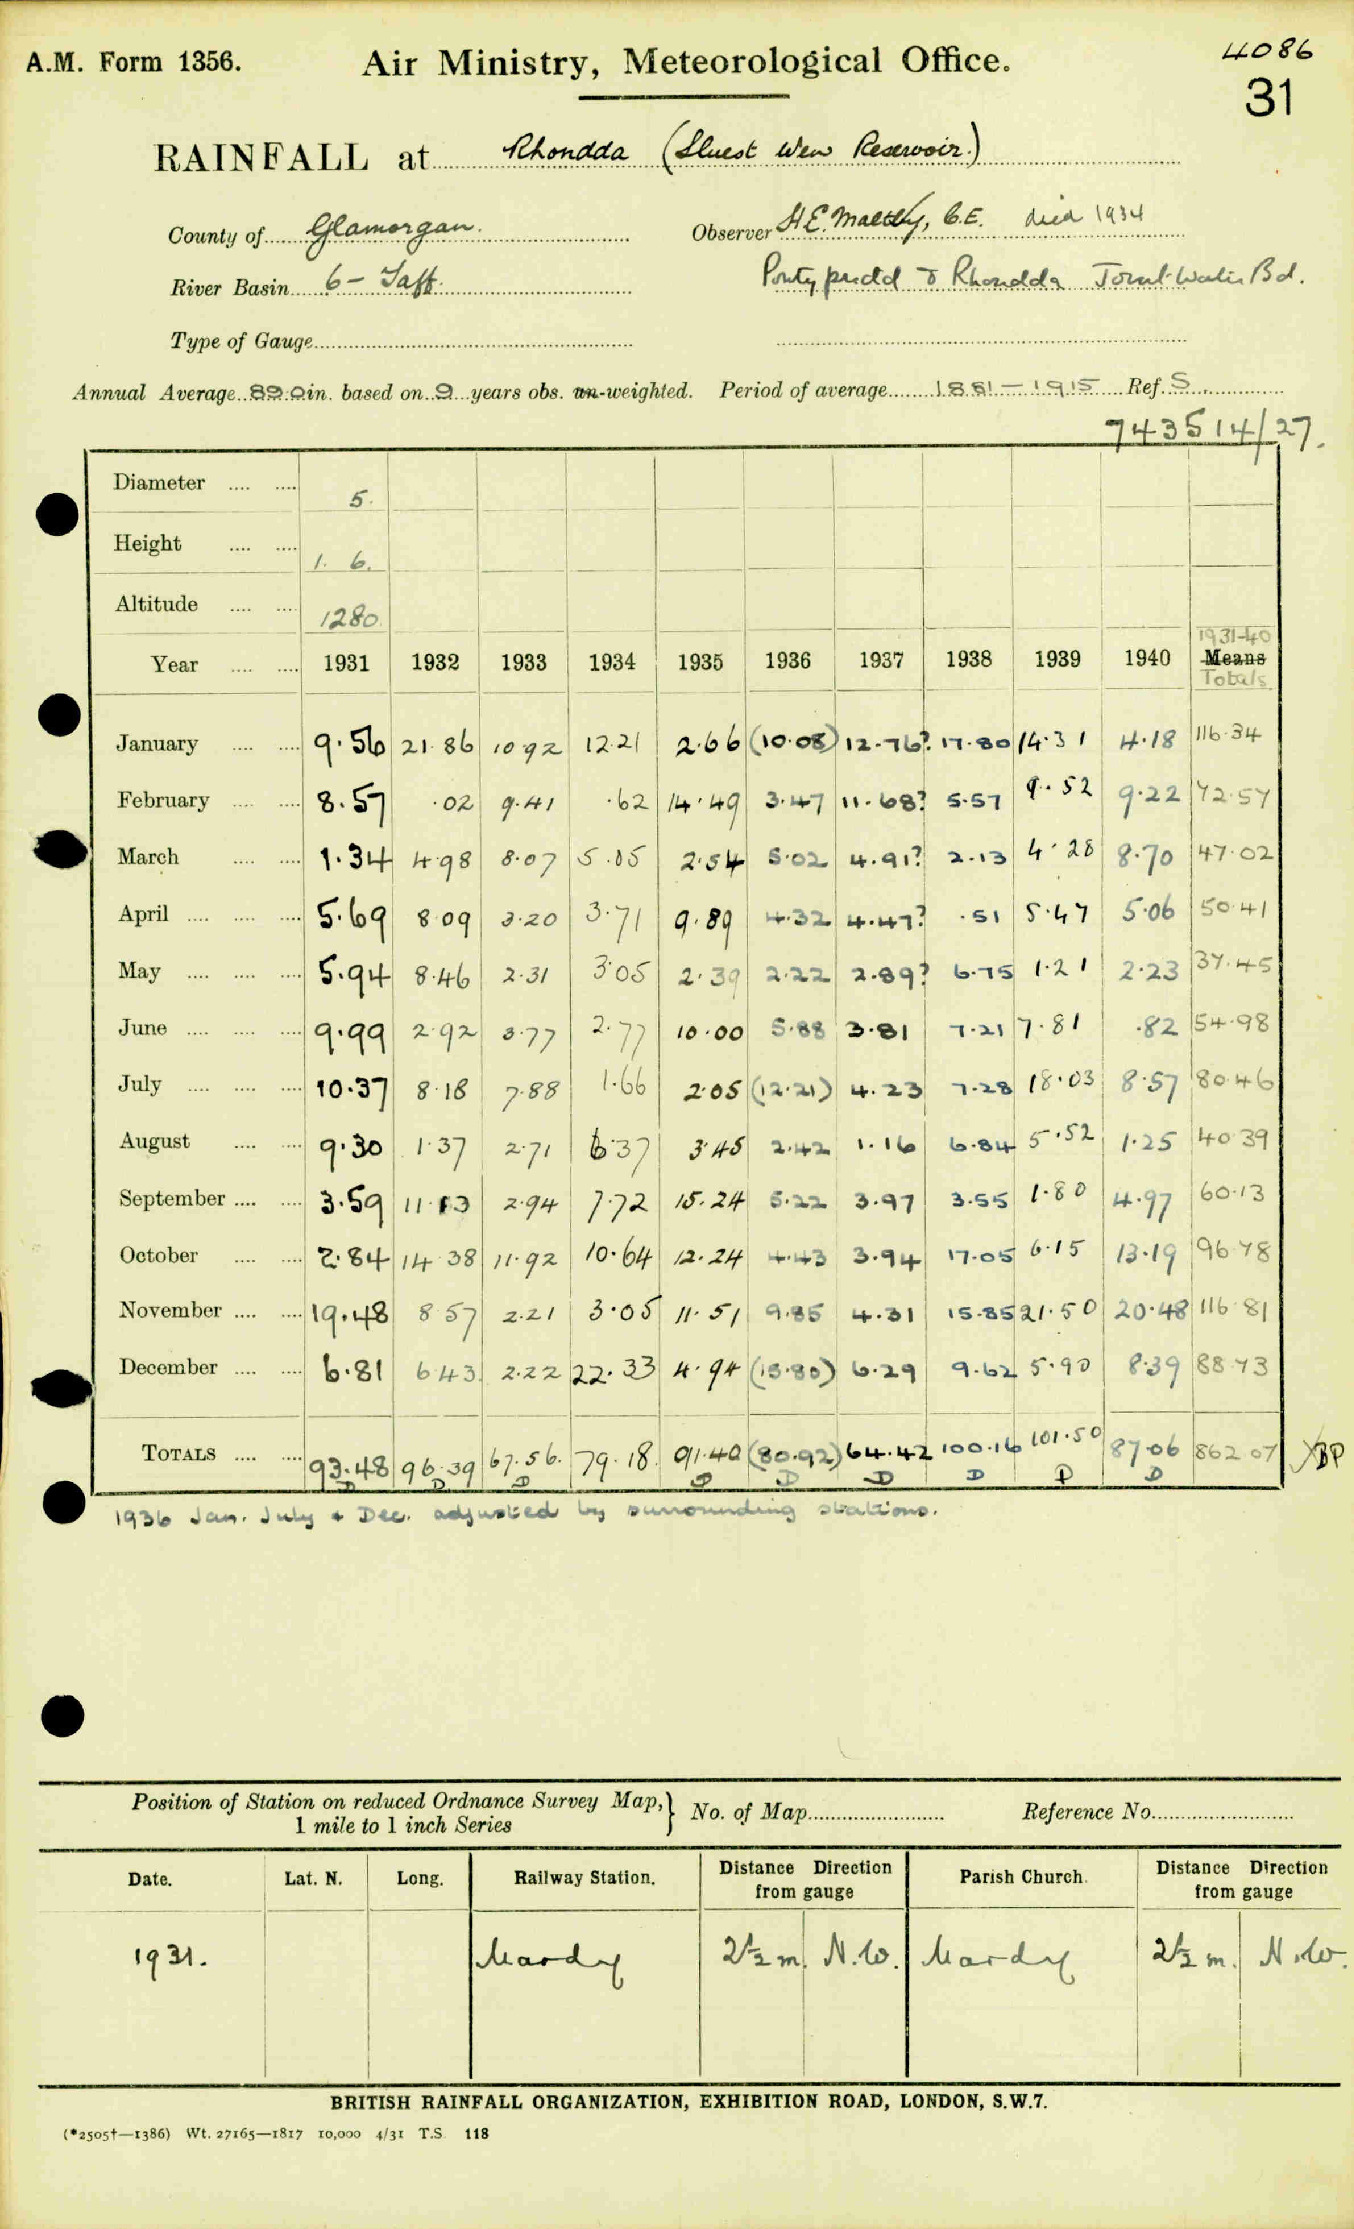 A.M. Form 1356. Air Ministry, Meteorological Office. 4086
31
RAINFALL at Rhondda (Lluest Wen Reservoir)
County of Glamorgan. Observer H.E. Maltby, C.E. died 1934
River Basin 6 - Taff. Pontypridd & Rhondda Joint Water Bd.
Type of Gauge
Annual Average 89.0 in. based on 9 years obs. un-weighted. Period of average 1881-1915 Ref. S
743514/27.
Diameter .... .... 5.
Height .... .... 1. 6.
Altitude .... .... 1280.
1931-40
Year .... .... 1931 1932 1933 1934 1935 1936 1937 1938 1939 1940 Means
Totals
January .... .... 9.56 21.86 10.92 12.21 2.66 (10.08) 12.76? 17.80 14.31 4.18 116.34
February .... .... 8.57 .02 9.41 .62 14.49 3.47 11.68? 5.57 9.52 9.22 72.57
March .... .... 1.34 4.98 8.07 5.05 2.54 5.02 4.91? 2.13 4.28 8.70 47.02
April .... .... .... 5.69 8.09 3.20 3.71 9.89 4.32 4.47? .51 5.47 5.06 50.41
May .... .... .... 5.94 8.46 2.31 3.05 2.39 2.22 2.89? 6.75 1.21 2.23 37.45
June .... .... .... 9.99 2.92 3.77 2.77 10.00 5.88 3.81 7.21 7.81 .82 54.98
July .... .... .... 10.37 8.18 7.88 1.66 2.05 (12.21) 4.23 7.28 18.03 8.57 80.46
August .... .... 9.30 1.37 2.71 6.37 3.45 2.42 1.16 6.84 5.52 1.25 40.39
September .... .... 3.59 11.13 2.94 7.72 15.24 5.22 3.97 3.55 1.80 4.97 60.13
October .... .... 2.84 14.38 11.92 10.64 12.24 4.43 3.94 17.05 6.15 13.19 96.78
November .... .... 19.48 8.57 2.21 3.05 11.51 9.85 4.31 15.85 21.50 20.48 116.81
December .... .... 6.81 6.43 2.22 22.33 4.94 (15.80) 6.29 9.62 5.90 8.39 88.73
TOTALS .... .... 93.48 96.39 67.56. 79.18 91.40 (80.92) 64.42 100.16 101.50 87.06 862.07 BP
D D D D D D D D D
1936 Jan. July & Dec. adjusted by surrounding stations.
Position of Station on reduced Ordnance Survey Map, } No. of Map Reference No.
1 mile to 1 inch Series
Date. Lat. N. Long. Railway Station. Distance Direction from gauge Parish Church. Distance Direction from gauge
1931. Mardy 2½ m. N.W. Mardy 2½ m. N.W.
BRITISH RAINFALL ORGANIZATION, EXHIBITION ROAD, LONDON, S.W.7.
(*2505†—1386) Wt. 27165—1817 10,000 4/31 T.S. 118